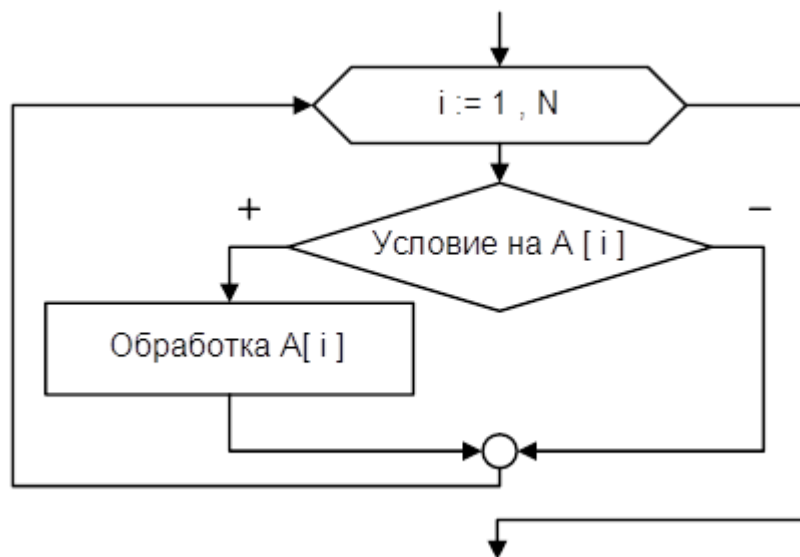 i := 1 , N
+
–
Условие на A [ i ]
Обработка A[ i ]